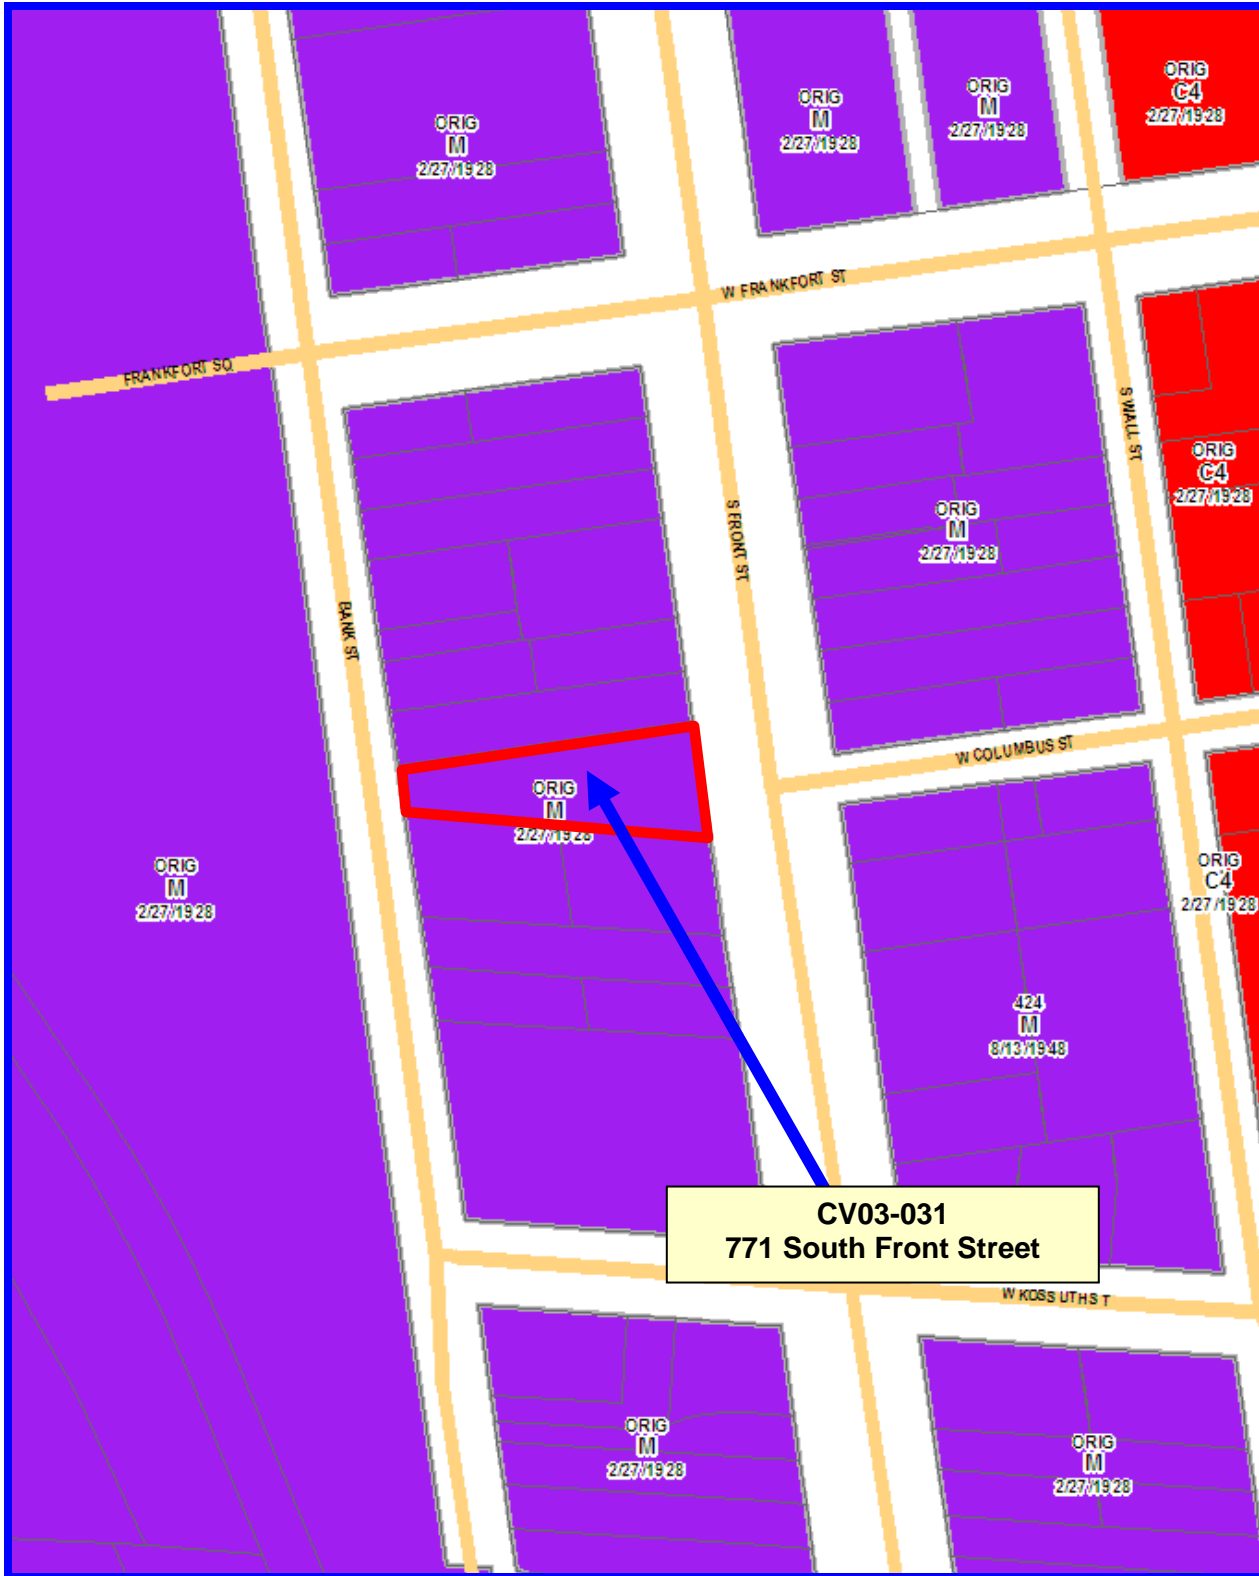 ORIG
C4
2/27/1928
ORIG
M
2/27/1928
ORIG
M
2/27/1928
ORIG
M
2/27/1928
W FRANKFORT ST
FRANKFORT SQ
S WALL ST
ORIG
C4
2/27/1928
S FRONT ST
ORIG
M
2/27/1928
BANK ST
W COLUMBUS ST
ORIG
M
2/27/1928
ORIG
M
2/27/1928
ORIG
C4
2/27/1928
424
M
8/13/1948
CV03-031
771 South Front Street
W KOSSUTH ST
ORIG
M
2/27/1928
ORIG
M
2/27/1928